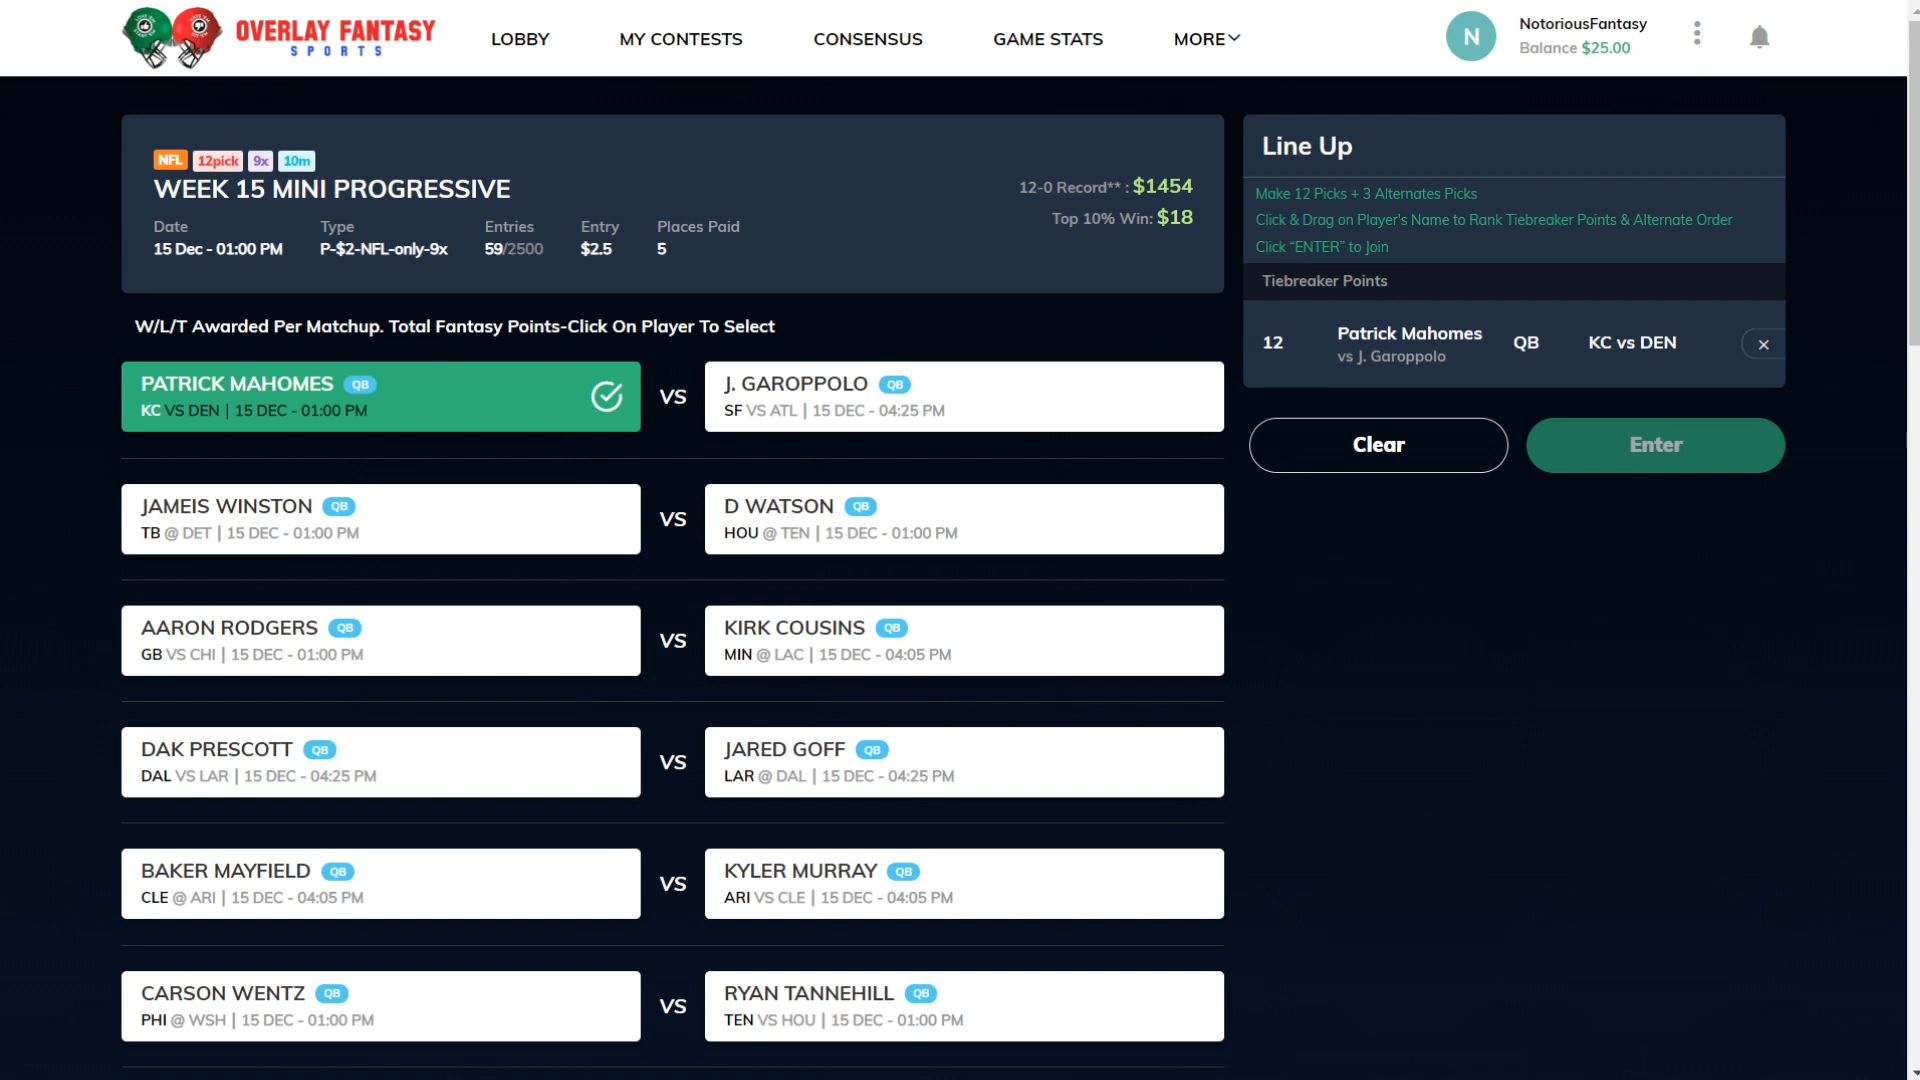 OVERLAY FANTASY
SPORTS
LOBBY
MY CONTESTS
CONSENSUS
GAME STATS
MORE
N
NotoriousFantasy
Balance $25.00
NFL 12pick 9x 10m
WEEK 15 MINI PROGRESSIVE
12-0 Record** : $1454
Top 10% Win: $18
Date
15 Dec - 01:00 PM
Type
P-$2-NFL-only-9x
Entries
59/2500
Entry
$2.5
Places Paid
5
W/L/T Awarded Per Matchup. Total Fantasy Points-Click On Player To Select
PATRICK MAHOMES QB
KC VS DEN | 15 DEC - 01:00 PM
VS
J. GAROPPOLO QB
SF VS ATL | 15 DEC - 04:25 PM
JAMEIS WINSTON QB
TB @ DET | 15 DEC - 01:00 PM
VS
D WATSON QB
HOU @ TEN | 15 DEC - 01:00 PM
AARON RODGERS QB
GB VS CHI | 15 DEC - 01:00 PM
VS
KIRK COUSINS QB
MIN @ LAC | 15 DEC - 04:05 PM
DAK PRESCOTT QB
DAL VS LAR | 15 DEC - 04:25 PM
VS
JARED GOFF QB
LAR @ DAL | 15 DEC - 04:25 PM
BAKER MAYFIELD QB
CLE @ ARI | 15 DEC - 04:05 PM
VS
KYLER MURRAY QB
ARI VS CLE | 15 DEC - 04:05 PM
CARSON WENTZ QB
PHI @ WSH | 15 DEC - 01:00 PM
VS
RYAN TANNEHILL QB
TEN VS HOU | 15 DEC - 01:00 PM
Line Up
Make 12 Picks + 3 Alternates Picks
Click & Drag on Player's Name to Rank Tiebreaker Points & Alternate Order
Click “ENTER” to Join
Tiebreaker Points
12
Patrick Mahomes
vs J. Garoppolo
QB
KC vs DEN
Clear
Enter